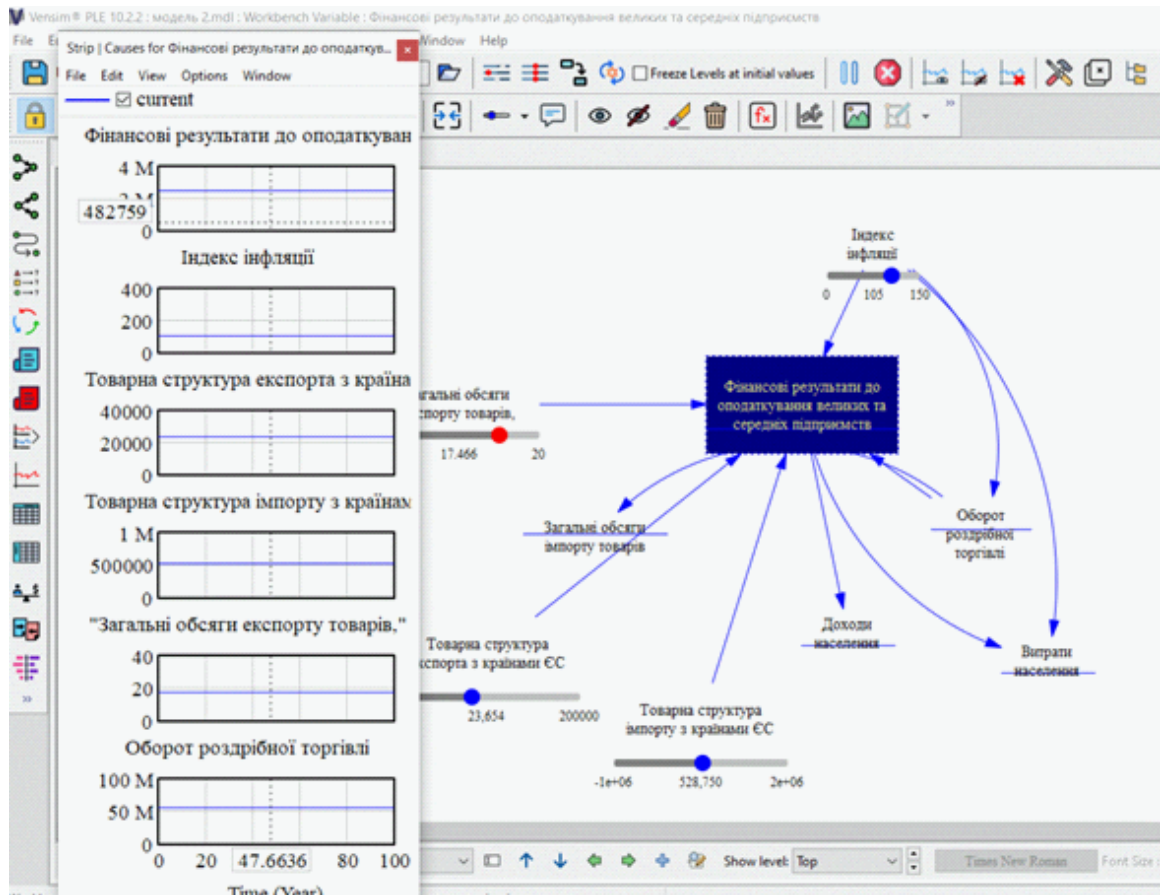 Vensim® PLE 10.2.2 : модель 2.mdl : Workbench Variable : Фінансові результати до оподаткування великих та середніх підприємств
File
Window Help
Freeze Levels at initial values
Strip | Causes for Фінансові результати до оподаткув...
File Edit View Options Window
current
Фінансові результати до оподаткуван
4 M
2 M
482759
0
Індекс інфляції
400
200
0
Товарна структура експорта з країна
40000
20000
0
Товарна структура імпорту з країнам
1 M
500000
0
"Загальні обсяги експорту товарів,"
40
20
0
Оборот роздрібної торгівлі
100 M
50 M
0
0 20 47.6636 80 100
Time (Year)
Індекс
інфляції
0 105 150
Фінансові результати до
оподаткування великих та
середніх підприємств
агальні обсяги
спорту товарів,
17.466 20
Загальні обсяги
імпорту товарів
Оборот
роздрібної
торгівлі
Доходи
населення
Витрати
населення
Товарна структура
кспорта з країнами ЄС
23,654 200000
Товарна структура
імпорту з країнами ЄС
-1e+06 528,750 2e+06
Show level: Top
Times New Roman
Font Size